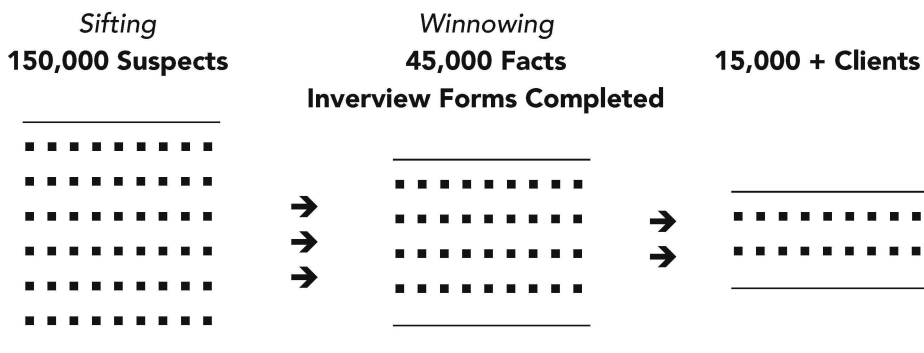 Sifting
150,000 Suspects
Winnowing
45,000 Facts
Inverview Forms Completed
15,000 + Clients